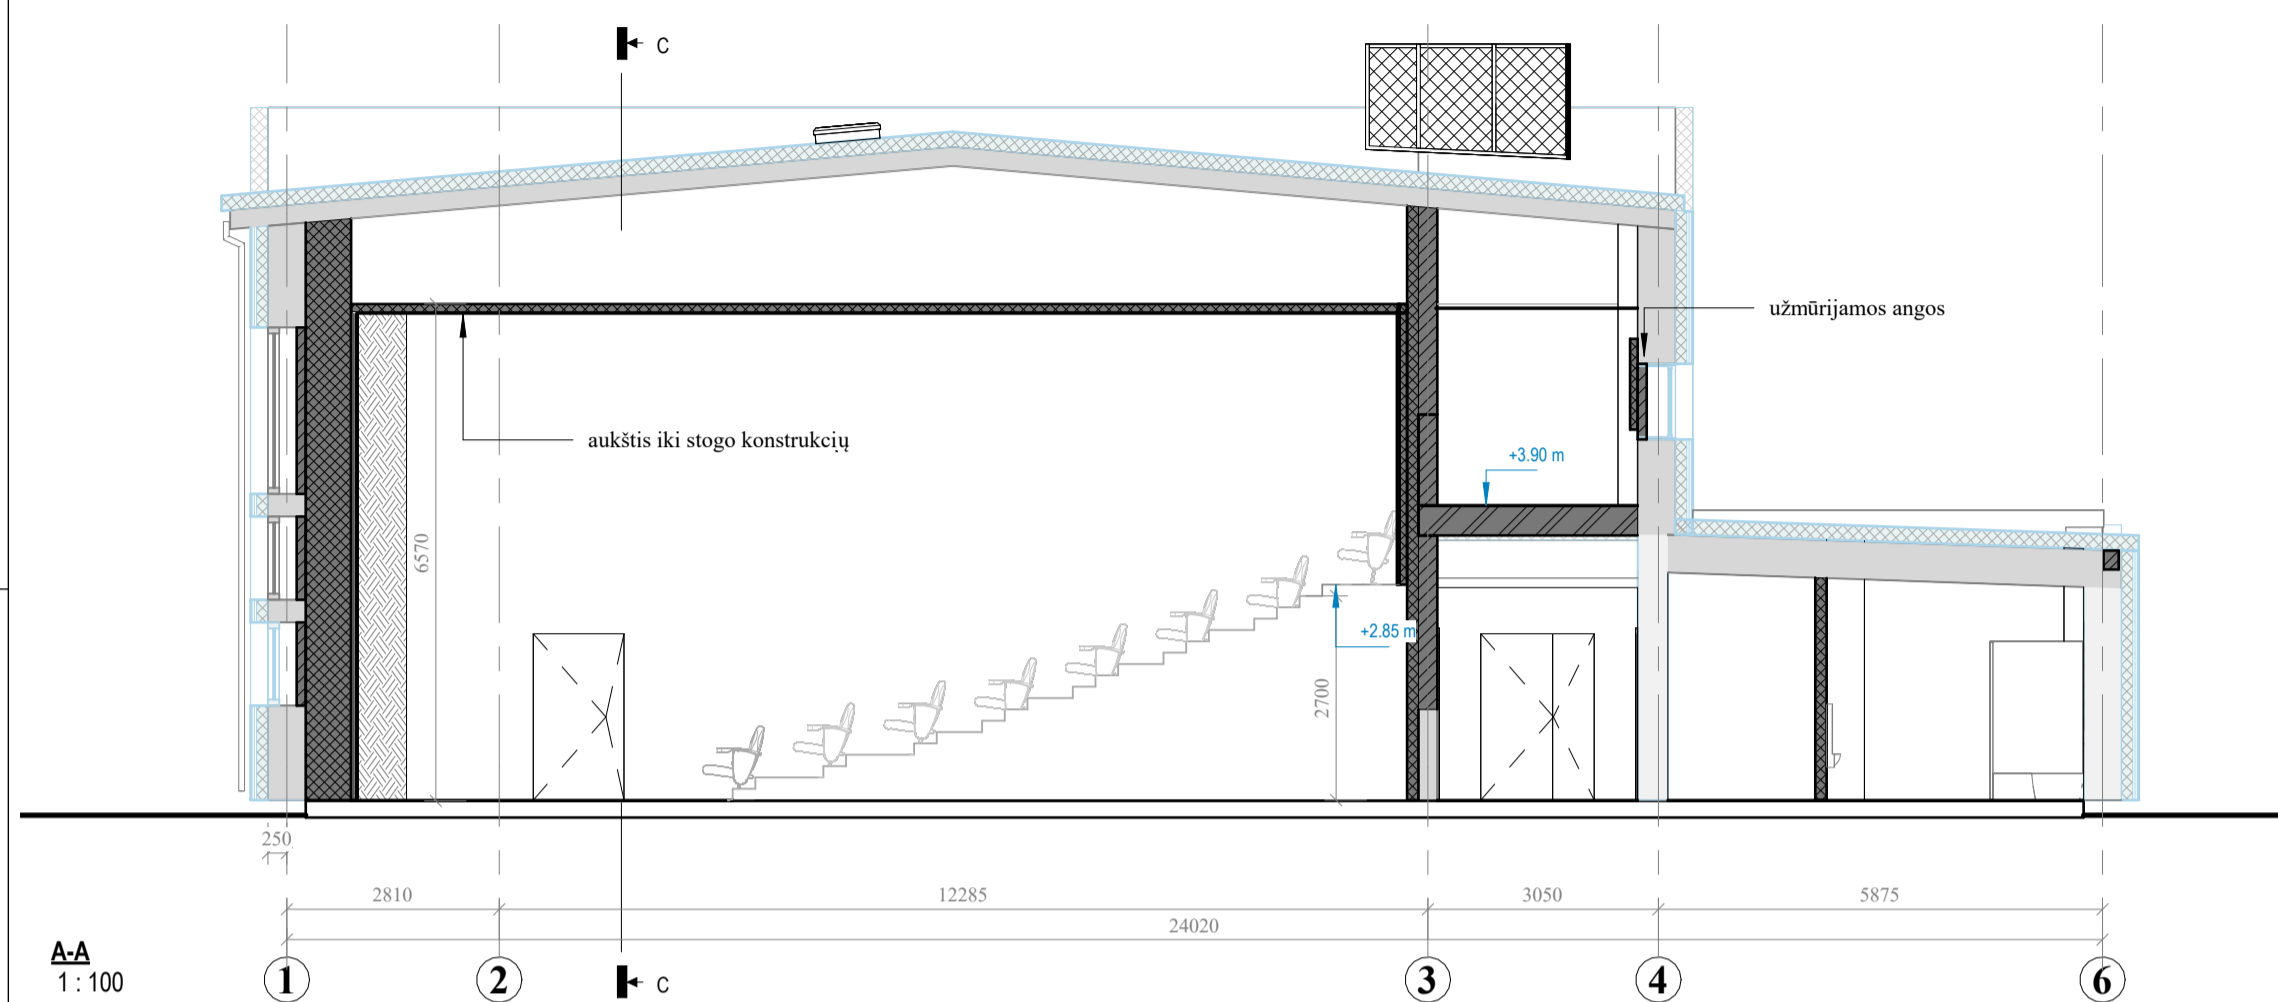 C
užmūrijamos angos
aukštis iki stogo konstrukcijų
+3.90 m
6570
+2.85 m
2700
250
2810
12285
3050
5875
24020
A-A
1 : 100
1
2
C
3
4
6